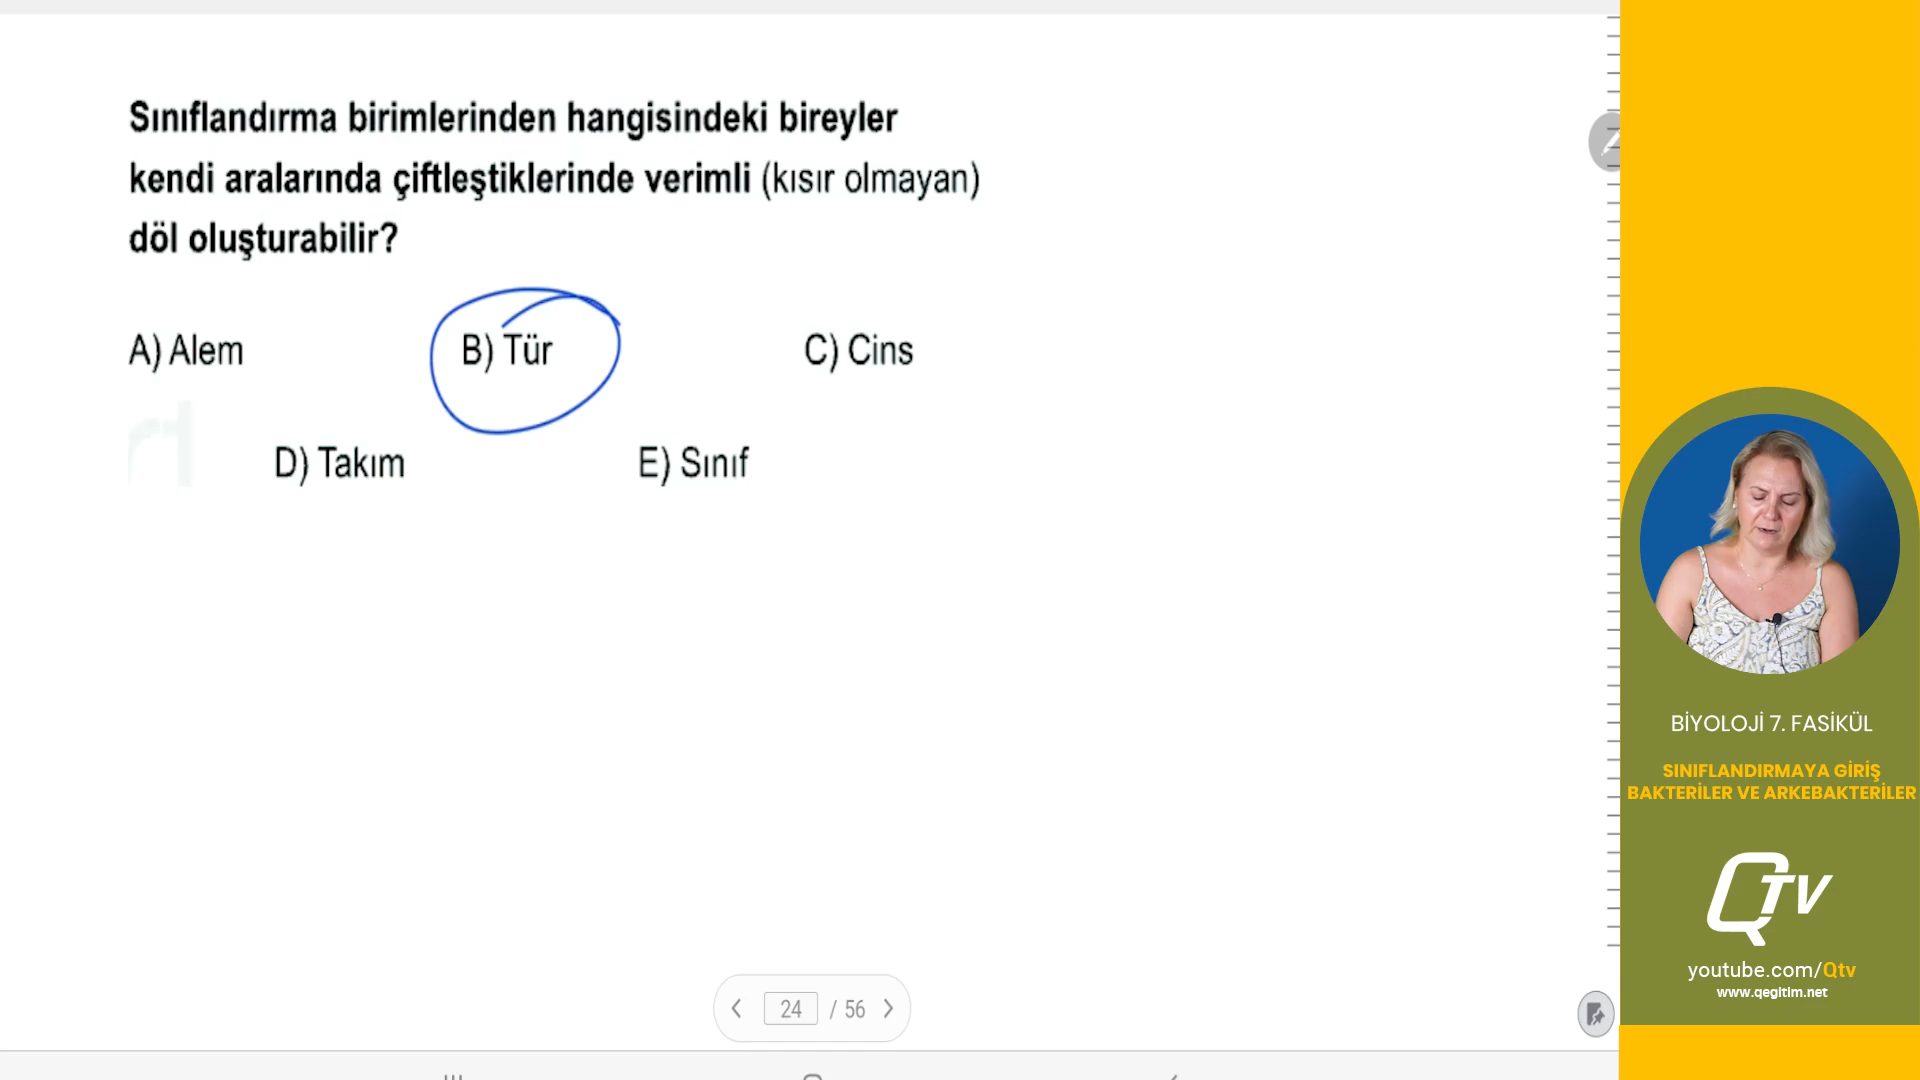 Sınıflandırma birimlerinden hangisindeki bireyler
kendi aralarında çiftleştiklerinde verimli (kısır olmayan)
döl oluşturabilir?
A) Alem
B) Tür
C) Cins
D) Takım
E) Sınıf
24 / 56
BİYOLOJİ 7. FASİKÜL
SINIFLANDIRMAYA GİRİŞ
BAKTERİLER VE ARKEBAKTERİLER
QTV
youtube.com/Qtv
www.qegitim.net